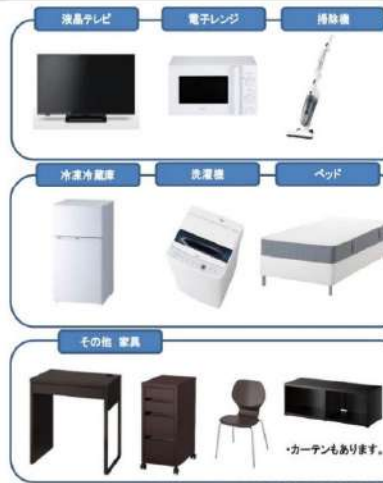 液晶テレビ
電子レンジ
掃除機
冷凍冷蔵庫
洗濯機
ベッド
その他 家具
・カーテンもあります。